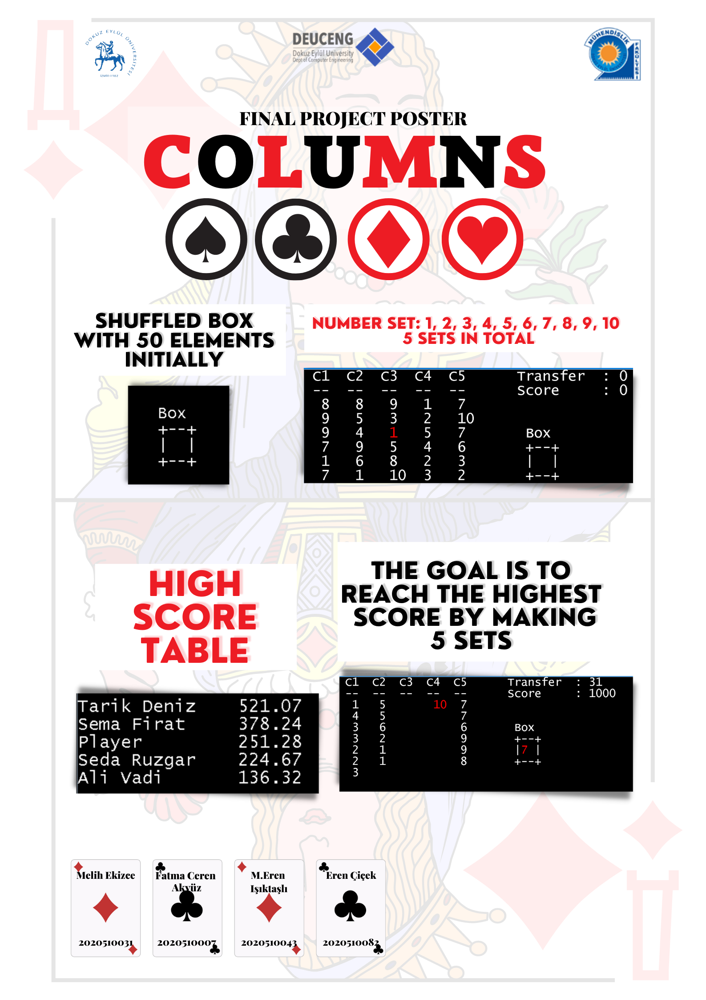 DOKUZ EYLÜL ÜNİVERSİTESİ
İZMİR-1982
DEUCENG
Dokuz Eylül University
Dept of Computer Engineering
MÜHENDİSLİK
FAKÜLTESİ
FINAL PROJECT POSTER
COLUMNS
SHUFFLED BOX
WITH 50 ELEMENTS
INITIALLY
NUMBER SET: 1, 2, 3, 4, 5, 6, 7, 8, 9, 10
5 SETS IN TOTAL
Box
+--+
|  |
+--+
C1 C2 C3 C4 C5 Transfer : 0
-- -- -- -- -- Score : 0
8 8 9 1 7
9 5 3 2 10
9 4 1 5 7 Box
7 9 5 4 6 +--+
1 6 8 2 3 |  |
7 1 10 3 2 +--+
HIGH
SCORE
TABLE
THE GOAL IS TO
REACH THE HIGHEST
SCORE BY MAKING
5 SETS
Tarik Deniz 521.07
Sema Firat 378.24
Player 251.28
Seda Ruzgar 224.67
Ali Vadi 136.32
C1 C2 C3 C4 C5 Transfer : 31
-- -- -- -- -- Score : 1000
1 5 10 7
4 5 7
3 6 6 Box
3 2 9 +--+
2 1 9 |7 |
2 1 8 +--+
3
Melih Ekizce
2020510031
Fatma Ceren
Akyüz
2020510007
M.Eren
Işıktaşlı
2020510043
Eren Çiçek
2020510082